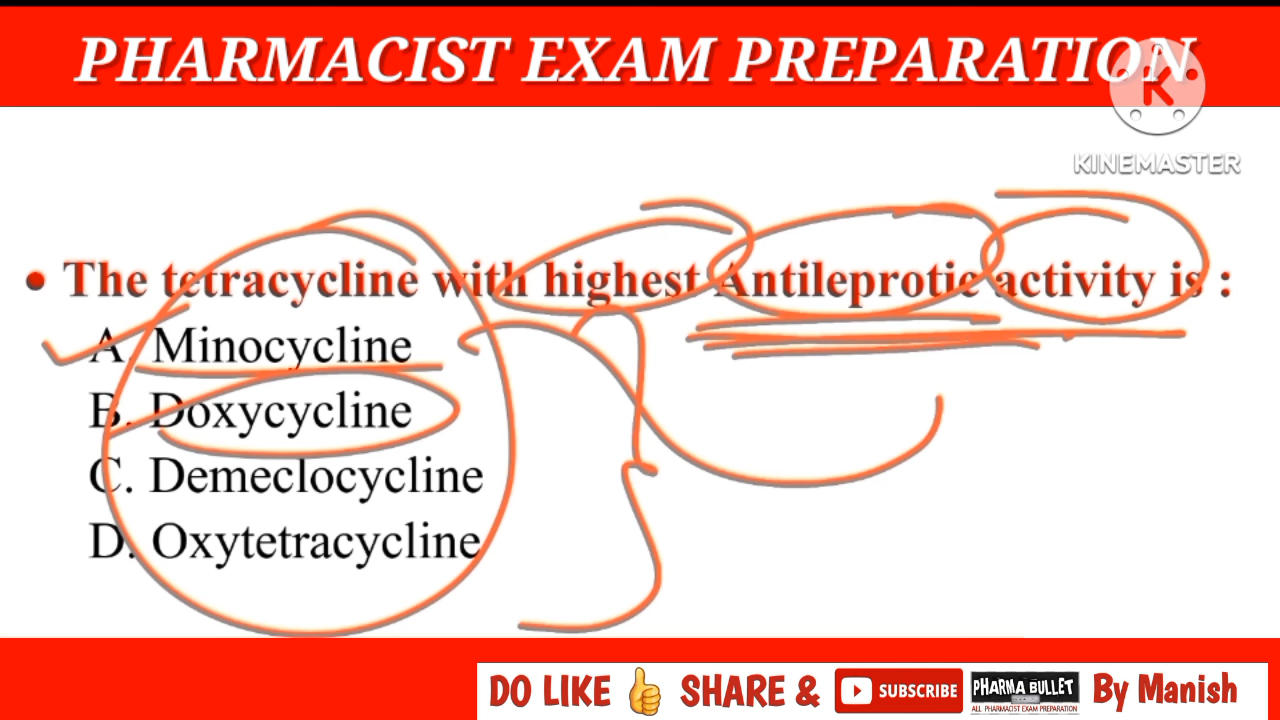 PHARMACIST EXAM PREPARATION
K
KINEMASTER
• The tetracycline with highest Antileprotic activity is :
A. Minocycline
B. Doxycycline
C. Demeclocycline
D. Oxytetracycline
DO LIKE 👍 SHARE & SUBSCRIBE PHARMA BULLET By Manish
ALL PHARMACIST EXAM PREPARATION